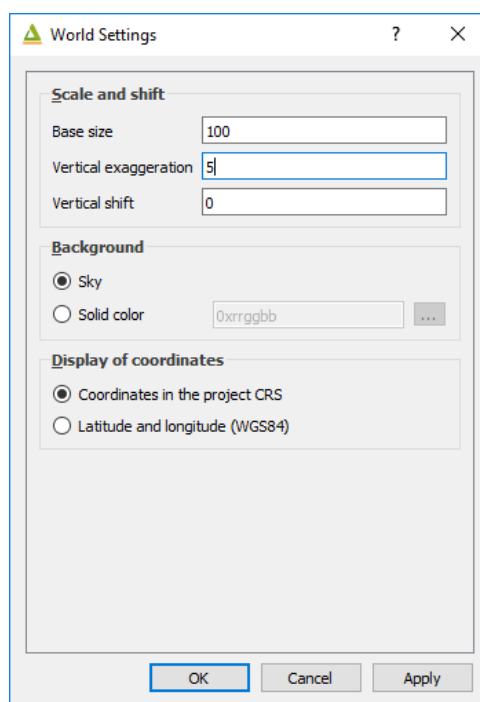 World Settings ? ×
Scale and shift
Base size 100
Vertical exaggeration 5
Vertical shift 0
Background
Sky
Solid color 0xrrggbb ...
Display of coordinates
Coordinates in the project CRS
Latitude and longitude (WGS84)
OK Cancel Apply